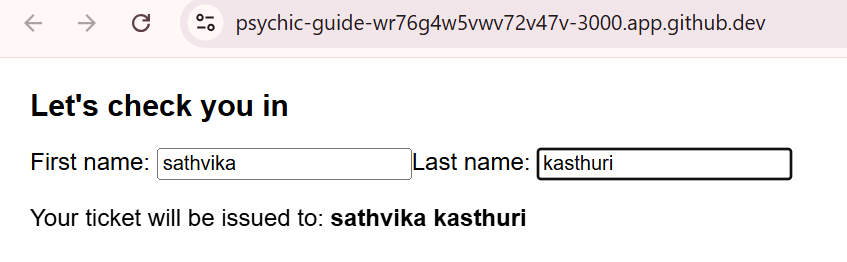 psychic-guide-wr76g4w5vwv72v47v-3000.app.github.dev
Let's check you in
First name: sathvika Last name: kasthuri
Your ticket will be issued to: sathvika kasthuri